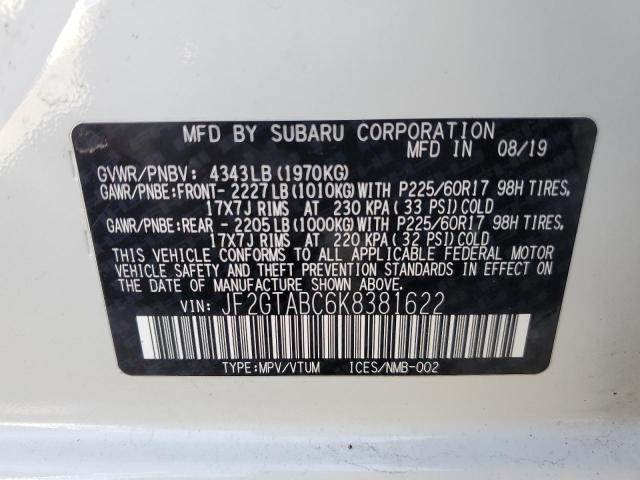 MFD BY SUBARU CORPORATION
MFD IN 08/19
GVWR/PNBV: 4343LB (1970KG)
GAWR/PNBE:FRONT- 2227LB (1010KG) WITH P225/60R17 98H TIRES,
17X7J RIMS AT 230 KPA (33 PSI) COLD
GAWR/PNBE:REAR - 2205LB (1000KG) WITH P225/60R17 98H TIRES,
17X7J RIMS AT 220 KPA (32 PSI) COLD
THIS VEHICLE CONFORMS TO ALL APPLICABLE FEDERAL MOTOR
VEHICLE SAFETY AND THEFT PREVENTION STANDARDS IN EFFECT ON
THE DATE OF MANUFACTURE SHOWN ABOVE.
VIN: JF2GTABC6K8381622
TYPE:MPV/VTUM ICES/NMB-002